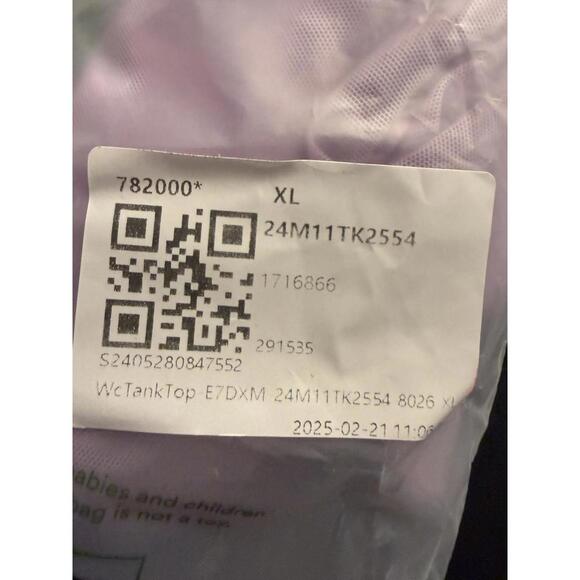 782000* XL
24M11TK2554
1716866
291535
S2405280847552
WcTankTop-E7DXM-24M11TK2554 8026 XL
2025-02-21 11:06
abies and children
bag is not a toy.